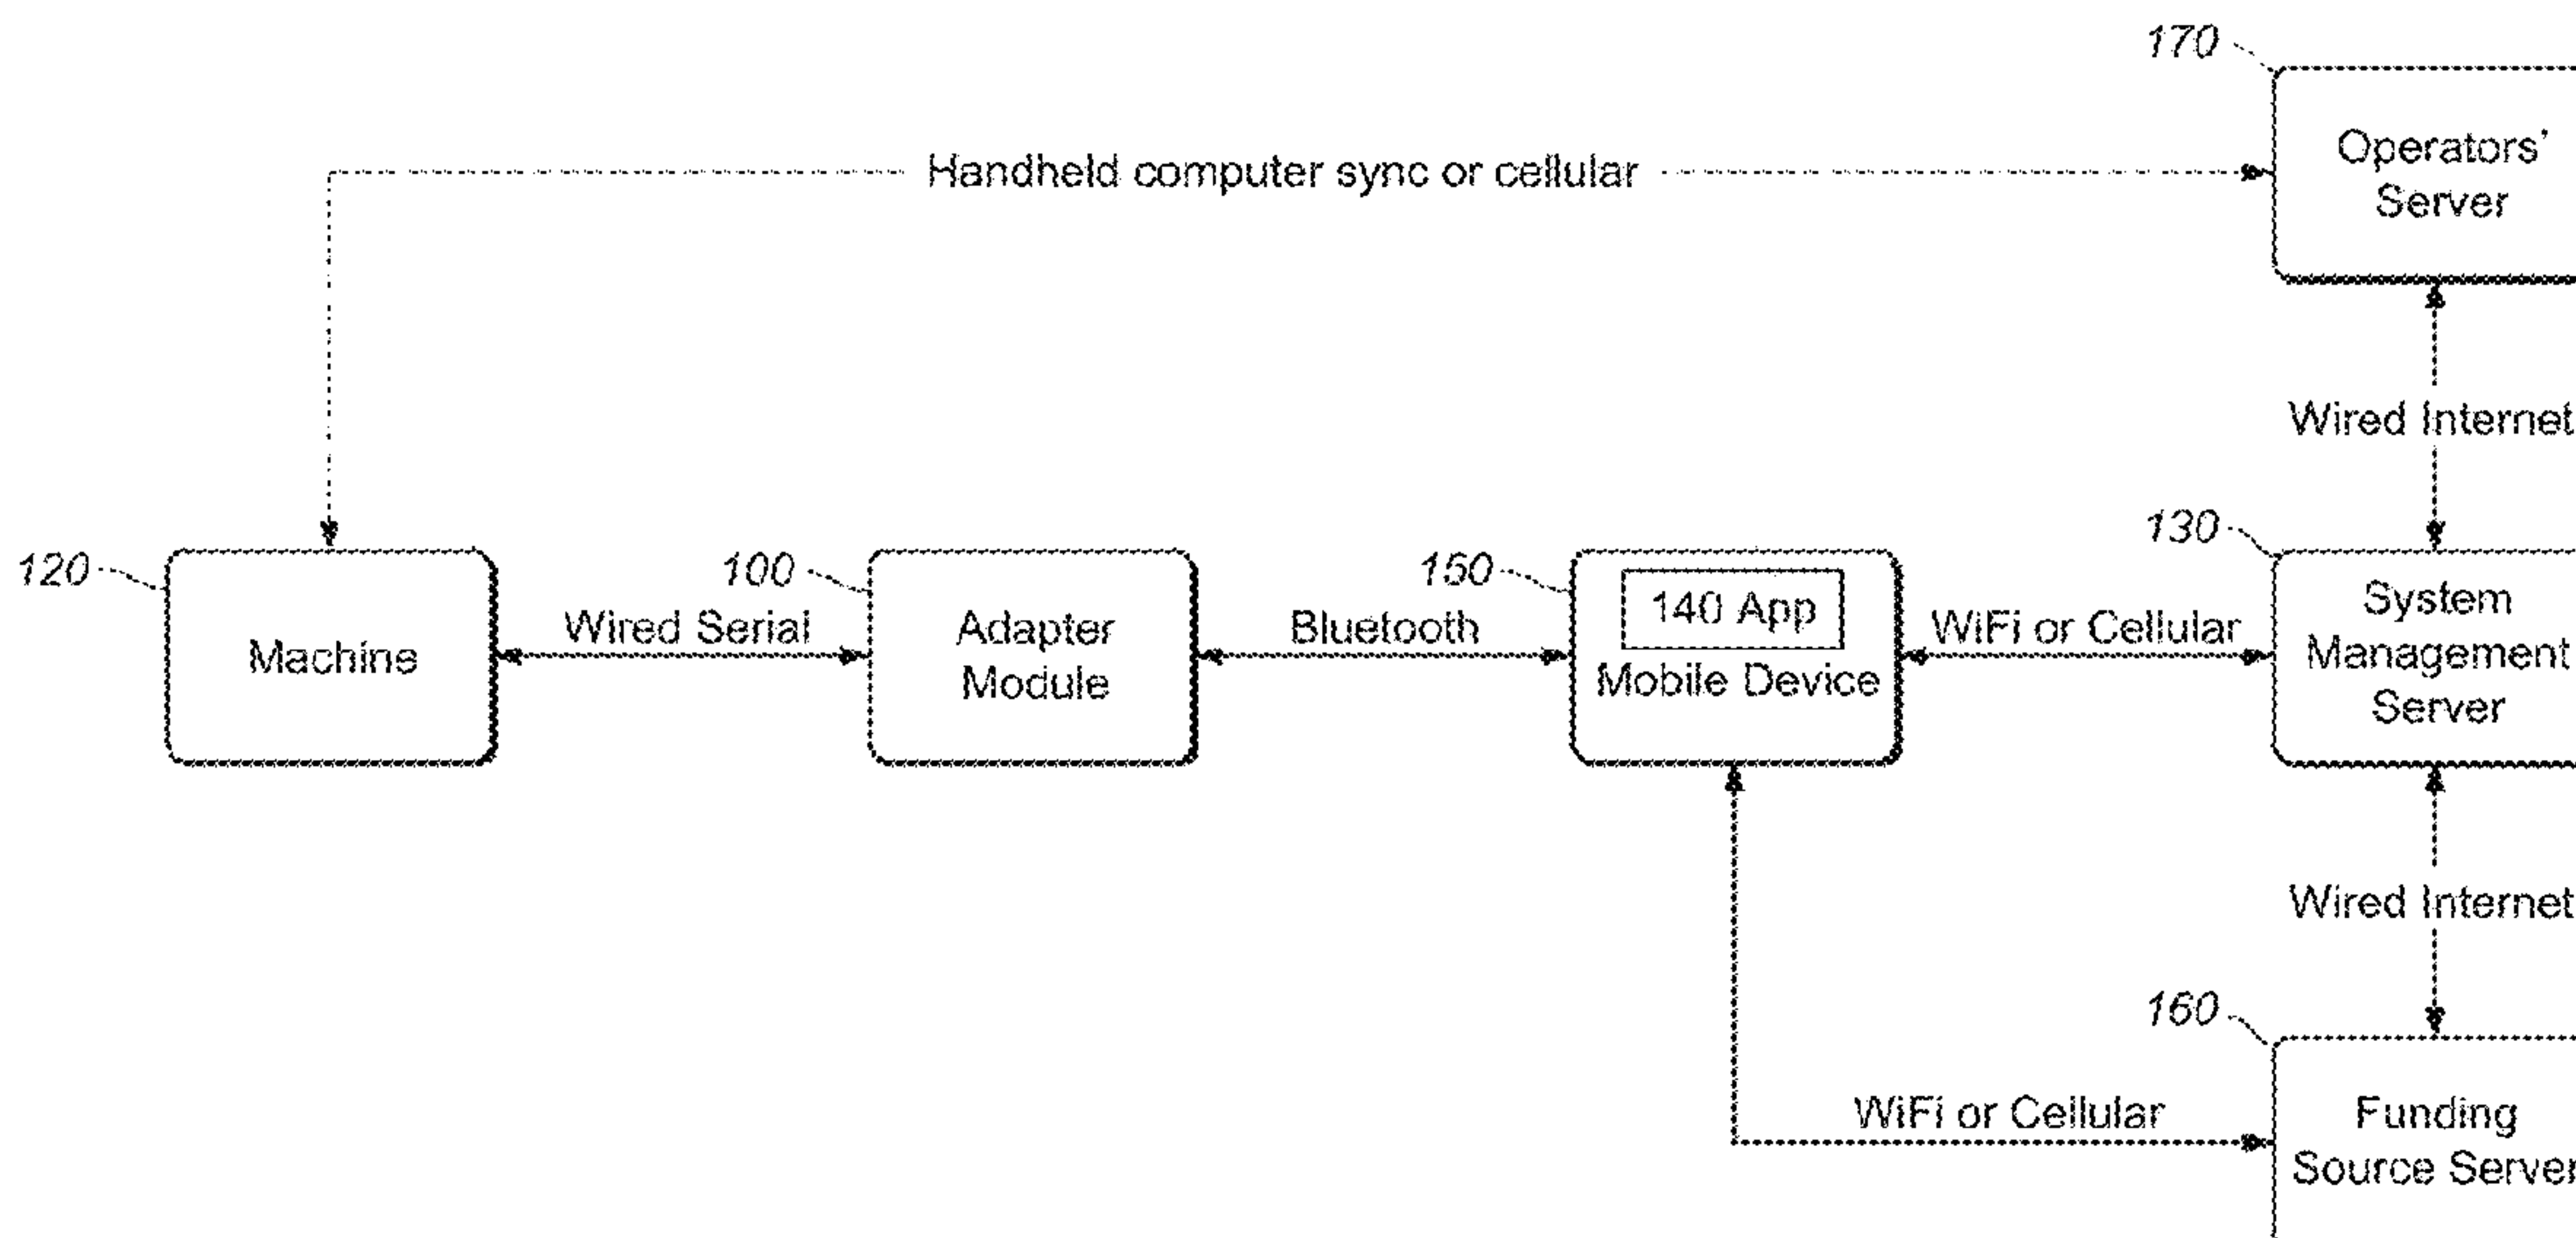 170
Operators'
Server
Handheld computer sync or cellular
Wired Internet
120
Machine
Wired Serial
100
Adapter
Module
Bluetooth
150
140 App
Mobile Device
WiFi or Cellular
130
System
Management
Server
Wired Internet
160
WiFi or Cellular
Funding
Source Server